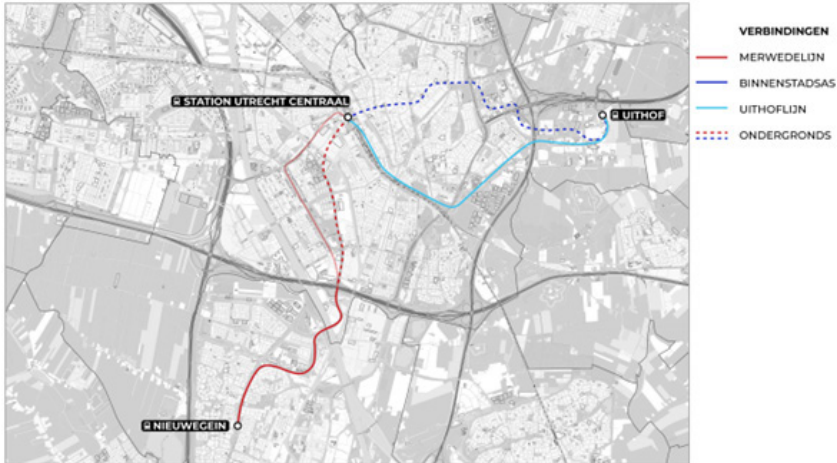 STATION UTRECHT CENTRAAL
UITHOF
NIEUWEGEIN
VERBINDINGEN
MERWEDELIJN
BINNENSTADSAS
UITHOFLIJN
ONDERGRONDS